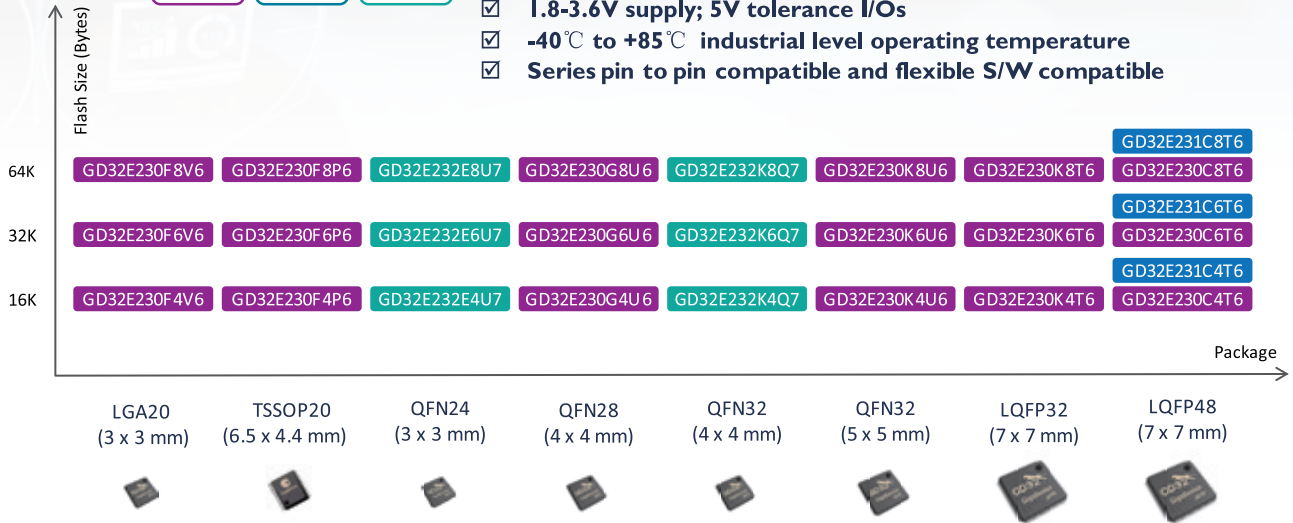 1.8-3.6V supply; 5V tolerance I/Os
-40℃ to +85℃ industrial level operating temperature
Series pin to pin compatible and flexible S/W compatible
Flash Size (Bytes)
GD32E231C8T6
64K GD32E230F8V6 GD32E230F8P6 GD32E232E8U7 GD32E230G8U6 GD32E232K8Q7 GD32E230K8U6 GD32E230K8T6 GD32E230C8T6
GD32E231C6T6
32K GD32E230F6V6 GD32E230F6P6 GD32E232E6U7 GD32E230G6U6 GD32E232K6Q7 GD32E230K6U6 GD32E230K6T6 GD32E230C6T6
GD32E231C4T6
16K GD32E230F4V6 GD32E230F4P6 GD32E232E4U7 GD32E230G4U6 GD32E232K4Q7 GD32E230K4U6 GD32E230K4T6 GD32E230C4T6
Package
LGA20 TSSOP20 QFN24 QFN28 QFN32 QFN32 LQFP32 LQFP48
(3 x 3 mm) (6.5 x 4.4 mm) (3 x 3 mm) (4 x 4 mm) (4 x 4 mm) (5 x 5 mm) (7 x 7 mm) (7 x 7 mm)
GD32 GD32